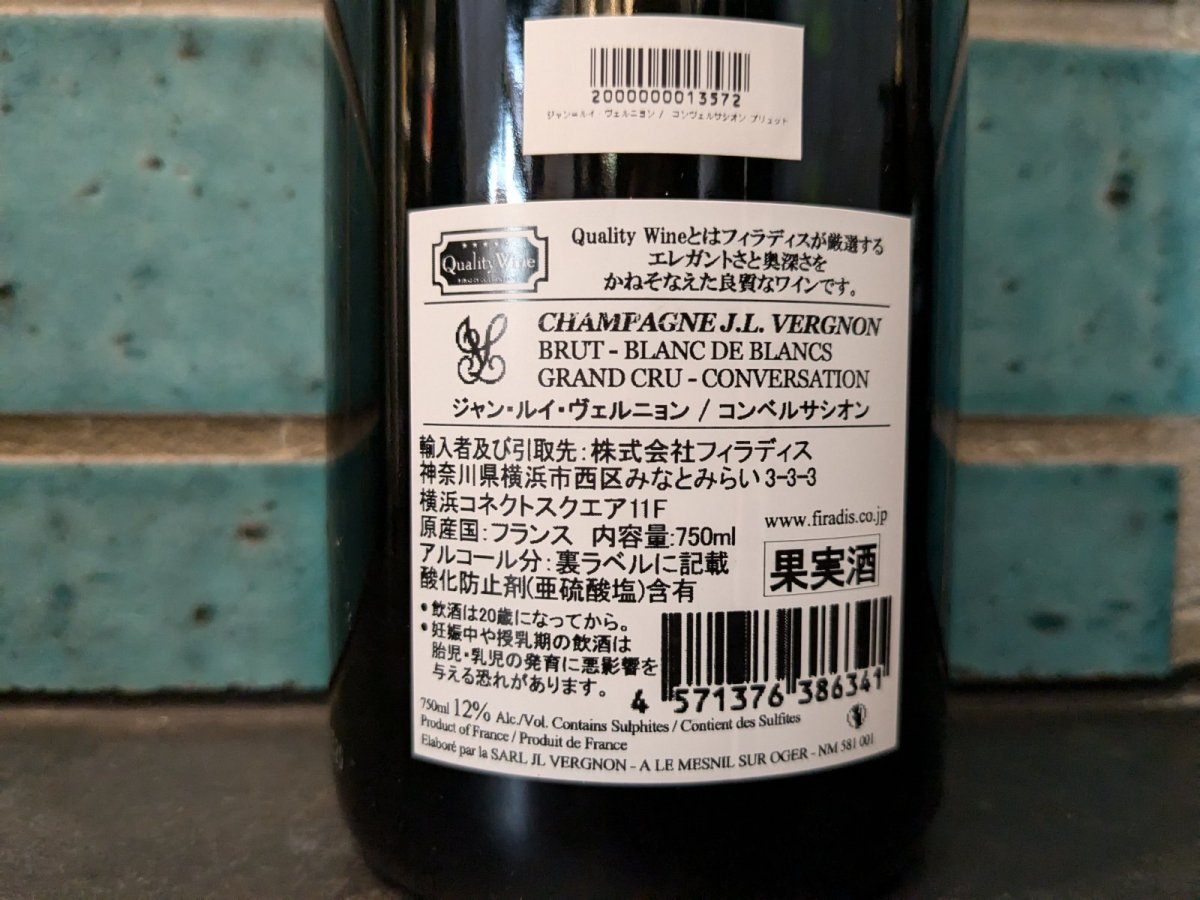 2000000013572
ジャン=ルイ ヴェルニヨン / コンヴェルサシオン ブリュット
Quality Wine
Quality Wineとはフィラディスが厳選する
エレガントさと奥深さを
かねそなえた良質なワインです。
CHAMPAGNE J.L. VERGNON
BRUT - BLANC DE BLANCS
GRAND CRU - CONVERSATION
ジャン・ルイ・ヴェルニョン / コンベルサシオン
輸入者及び引取先:株式会社フィラディス
神奈川県横浜市西区みなとみらい3-3-3
横浜コネクトスクエア11F
原産国:フランス 内容量:750ml
www.firadis.co.jp
アルコール分:裏ラベルに記載
酸化防止剤(亜硫酸塩)含有
果実酒
・飲酒は20歳になってから。
・妊娠中や授乳期の飲酒は
胎児・乳児の発育に悪影響を
与える恐れがあります。
4 571376 386341
750ml 12% Alc./Vol. Contains Sulphites / Contient des Sulfites
Product of France / Produit de France
Elaboré par la SARL JL VERGNON - A LE MESNIL SUR OGER - NM 581 001